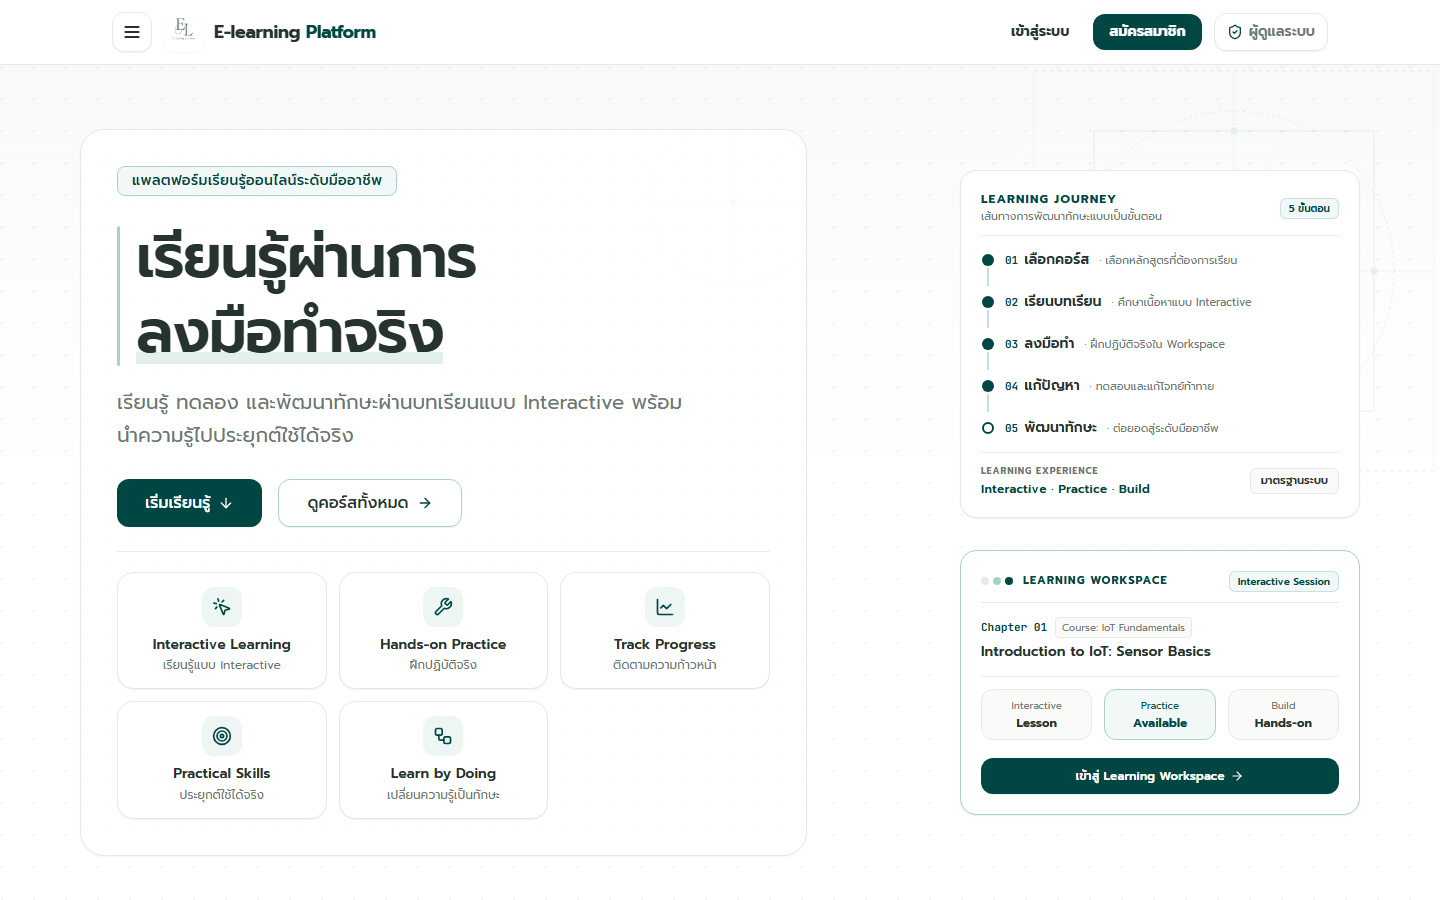 E-learning Platform
เข้าสู่ระบบ
สมัครสมาชิก
ผู้ดูแลระบบ
แพลตฟอร์มเรียนรู้ออนไลน์ระดับมืออาชีพ
เรียนรู้ผ่านการ
ลงมือทำจริง
เรียนรู้ ทดลอง และพัฒนาทักษะผ่านบทเรียนแบบ Interactive พร้อม
นำความรู้ไปประยุกต์ใช้ได้จริง
เริ่มเรียนรู้ ↓
ดูคอร์สทั้งหมด →
Interactive Learning
เรียนรู้แบบ Interactive
Hands-on Practice
ฝึกปฏิบัติจริง
Track Progress
ติดตามความก้าวหน้า
Practical Skills
ประยุกต์ใช้ได้จริง
Learn by Doing
เปลี่ยนความรู้เป็นทักษะ
LEARNING JOURNEY
เส้นทางการพัฒนาทักษะแบบเป็นขั้นตอน
5 ขั้นตอน
01 เลือกคอร์ส · เลือกหลักสูตรที่ต้องการเรียน
02 เรียนบทเรียน · ศึกษาเนื้อหาแบบ Interactive
03 ลงมือทำ · ฝึกปฏิบัติจริงใน Workspace
04 แก้ปัญหา · ทดสอบและแก้โจทย์ท้าทาย
05 พัฒนาทักษะ · ต่อยอดสู่ระดับมืออาชีพ
LEARNING EXPERIENCE
Interactive · Practice · Build
มาตรฐานระบบ
LEARNING WORKSPACE
Interactive Session
Chapter 01 Course: IoT Fundamentals
Introduction to IoT: Sensor Basics
Interactive
Lesson
Practice
Available
Build
Hands-on
เข้าสู่ Learning Workspace →